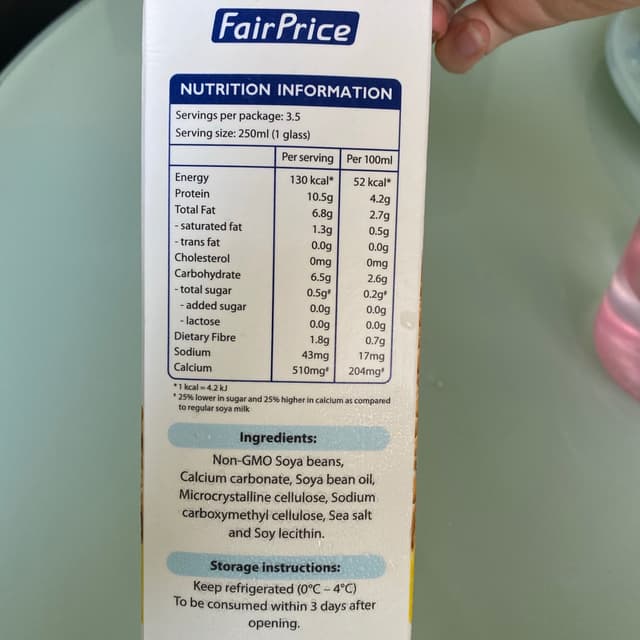 FairPrice
NUTRITION INFORMATION
Servings per package: 3.5
Serving size: 250ml (1 glass)
Per serving Per 100ml
Energy 130 kcal* 52 kcal*
Protein 10.5g 4.2g
Total Fat 6.8g 2.7g
- saturated fat 1.3g 0.5g
- trans fat 0.0g 0.0g
Cholesterol 0mg 0mg
Carbohydrate 6.5g 2.6g
- total sugar 0.5g# 0.2g#
- added sugar 0.0g 0.0g
- lactose 0.0g 0.0g
Dietary Fibre 1.8g 0.7g
Sodium 43mg 17mg
Calcium 510mg# 204mg#
* 1 kcal = 4.2 kJ
# 25% lower in sugar and 25% higher in calcium as compared
to regular soya milk
Ingredients:
Non-GMO Soya beans,
Calcium carbonate, Soya bean oil,
Microcrystalline cellulose, Sodium
carboxymethyl cellulose, Sea salt
and Soy lecithin.
Storage instructions:
Keep refrigerated (0°C – 4°C)
To be consumed within 3 days after
opening.